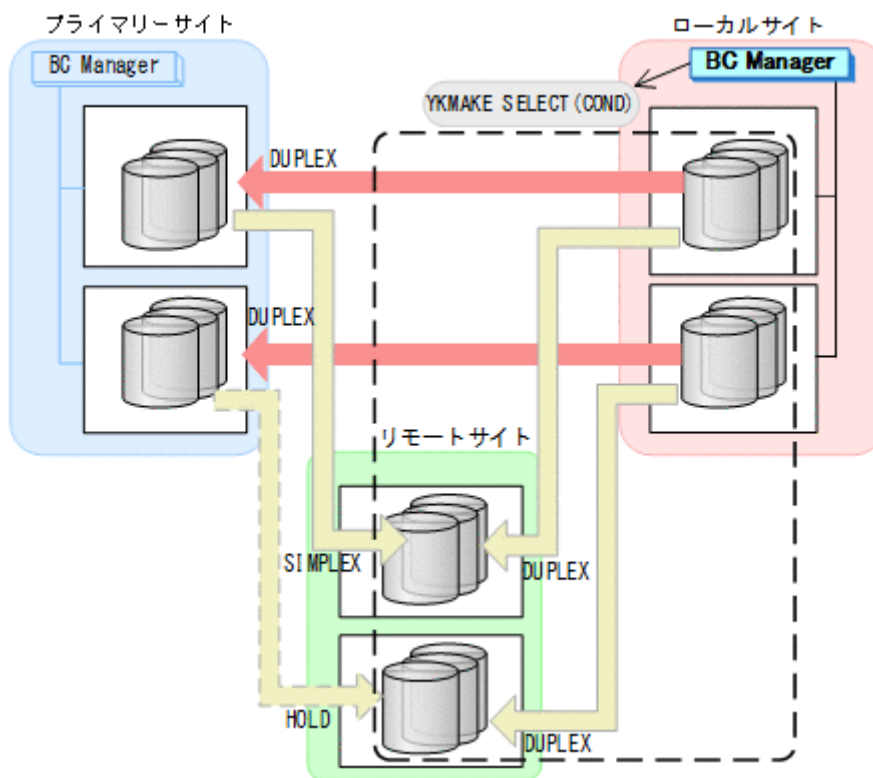 プライマリーサイト
ローカルサイト
BC Manager
BC Manager
YKMAKE SELECT(COND)
DUPLEX
DUPLEX
リモートサイト
SIMPLEX
DUPLEX
HOLD
DUPLEX